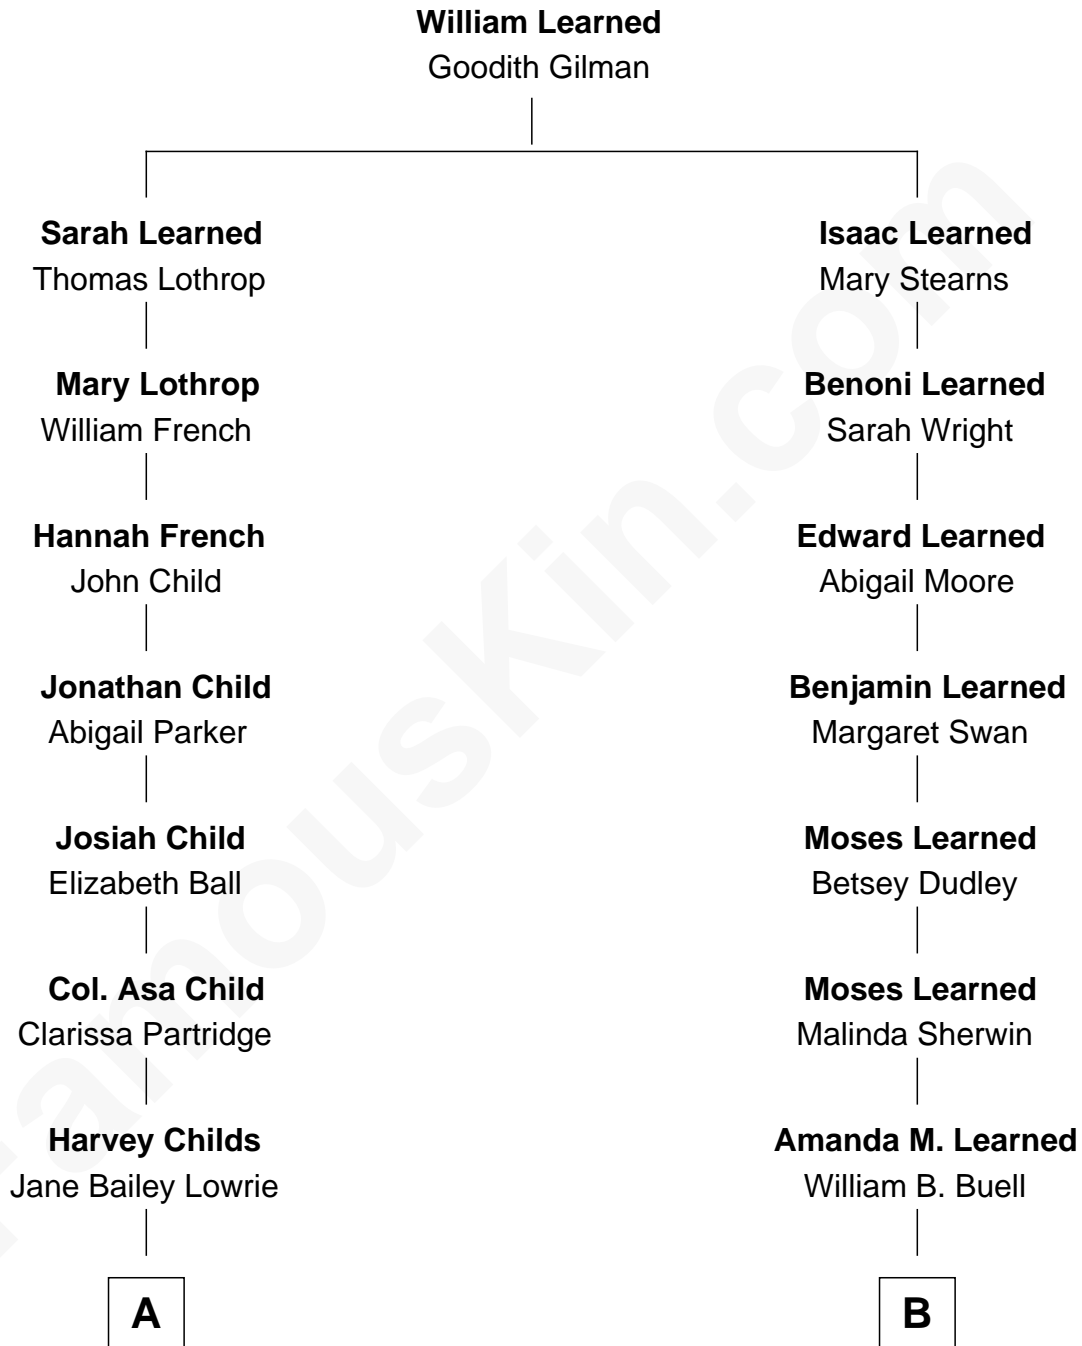 William Learned
Goodith Gilman
Sarah Learned
Thomas Lothrop
Mary Lothrop
William French
Hannah French
John Child
Jonathan Child
Abigail Parker
Josiah Child
Elizabeth Ball
Col. Asa Child
Clarissa Partridge
Harvey Childs
Jane Bailey Lowrie
A
Isaac Learned
Mary Stearns
Benoni Learned
Sarah Wright
Edward Learned
Abigail Moore
Benjamin Learned
Margaret Swan
Moses Learned
Betsey Dudley
Moses Learned
Malinda Sherwin
Amanda M. Learned
William B. Buell
B
FamousKin.com